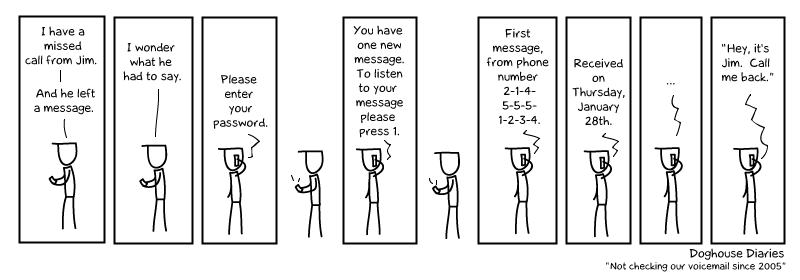 I have a
missed
call from Jim.
And he left
a message.
I wonder
what he
had to say.
Please
enter
your
password.
You have
one new
message.
To listen
to your
message
please
press 1.
First
message,
from phone
number
2-1-4-
5-5-5-
1-2-3-4.
Received
on
Thursday,
January
28th.
...
"Hey, it's
Jim. Call
me back."
Doghouse Diaries
"Not checking our voicemail since 2005"